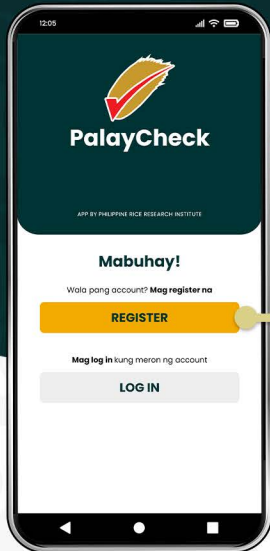 12:05
PalayCheck
APP BY PHILIPPINE RICE RESEARCH INSTITUTE
Mabuhay!
Wala pang account? Mag register na
REGISTER
Mag log in kung meron ng account
LOG IN